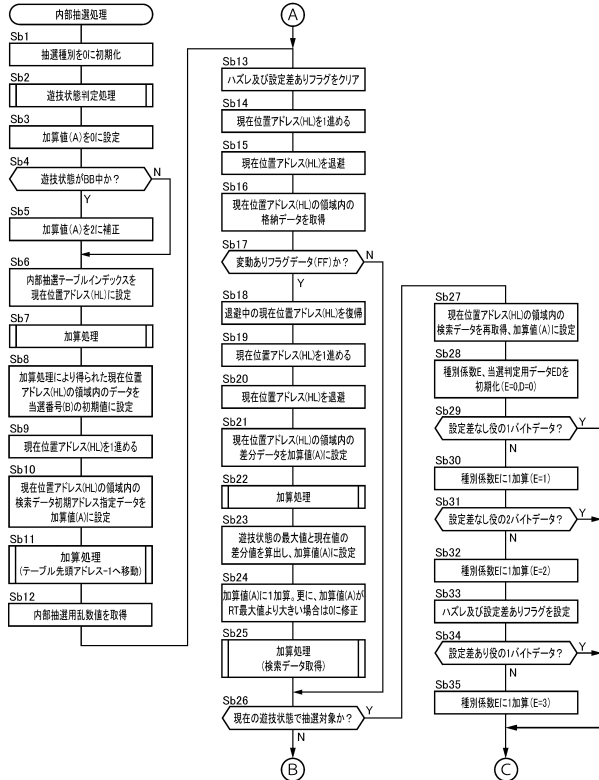 内部抽選処理
Sb1
抽選種別を0に初期化
Sb2
遊技状態判定処理
Sb3
加算値(A)を0に設定
Sb4
遊技状態がBB中か？
N
Y
Sb5
加算値(A)を2に補正
Sb6
内部抽選テーブルインデックスを
現在位置アドレス(HL)に設定
Sb7
加算処理
Sb8
加算処理により得られた現在位置
アドレス(HL)の領域内のデータを
当選番号(B)の初期値に設定
Sb9
現在位置アドレス(HL)を1進める
Sb10
現在位置アドレス(HL)の領域内の
検索データ初期アドレス指定データを
加算値(A)に設定
Sb11
加算処理
(テーブル先頭アドレス-1へ移動)
Sb12
内部抽選用乱数値を取得
A
Sb13
ハズレ及び設定差ありフラグをクリア
Sb14
現在位置アドレス(HL)を1進める
Sb15
現在位置アドレス(HL)を退避
Sb16
現在位置アドレス(HL)の領域内の
格納データを取得
Sb17
変動ありフラグデータ(FF)か？
N
Y
Sb18
退避中の現在位置アドレス(HL)を復帰
Sb19
現在位置アドレス(HL)を1進める
Sb20
現在位置アドレス(HL)を退避
Sb21
現在位置アドレス(HL)の領域内の
差分データを加算値(A)に設定
Sb22
加算処理
Sb23
遊技状態の最大値と現在値の
差分値を算出し、加算値(A)に設定
Sb24
加算値(A)に1加算。更に、加算値(A)が
RT最大値より大きい場合は0に修正
Sb25
加算処理
(検索データ取得)
Sb26
現在の遊技状態で抽選対象か？
Y
N
B
Sb27
現在位置アドレス(HL)の領域内の
検索データを再取得、加算値(A)に設定
Sb28
種別係数E、当選判定用データEDを
初期化(E=0,D=0)
Sb29
設定差なし役の1バイトデータ？
Y
N
Sb30
種別係数Eに1加算(E=1)
Sb31
設定差なし役の2バイトデータ？
Y
N
Sb32
種別係数Eに1加算(E=2)
Sb33
ハズレ及び設定差ありフラグを設定
Sb34
設定差あり役の1バイトデータ？
Y
N
Sb35
種別係数Eに1加算(E=3)
C